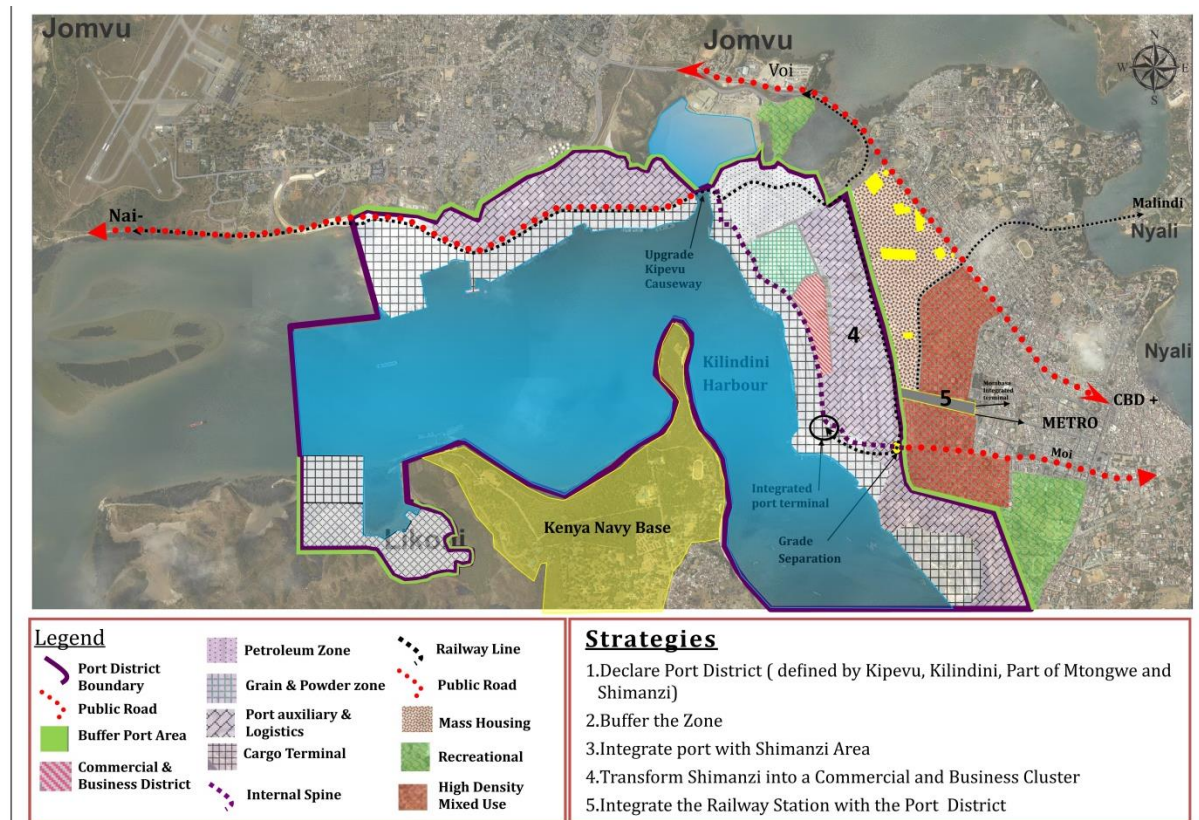 Jomvu
Jomvu
Voi
N
W
E
S
Nai-
Malindi
Nyali
Upgrade
Kipevu
Causeway
4
Kilindini
Harbour
Nyali
5
Mombasa
Integrated
terminal
CBD +
METRO
Moi
Integrated
port terminal
Kenya Navy Base
Grade
Separation
Likoni
Legend
Port District
Boundary
Public Road
Buffer Port Area
Commercial &
Business District
Petroleum Zone
Grain & Powder zone
Port auxiliary &
Logistics
Cargo Terminal
Internal Spine
Railway Line
Public Road
Mass Housing
Recreational
High Density
Mixed Use
Strategies
1.Declare Port District ( defined by Kipevu, Kilindini, Part of Mtongwe and
Shimanzi)
2.Buffer the Zone
3.Integrate port with Shimanzi Area
4.Transform Shimanzi into a Commercial and Business Cluster
5.Integrate the Railway Station with the Port District